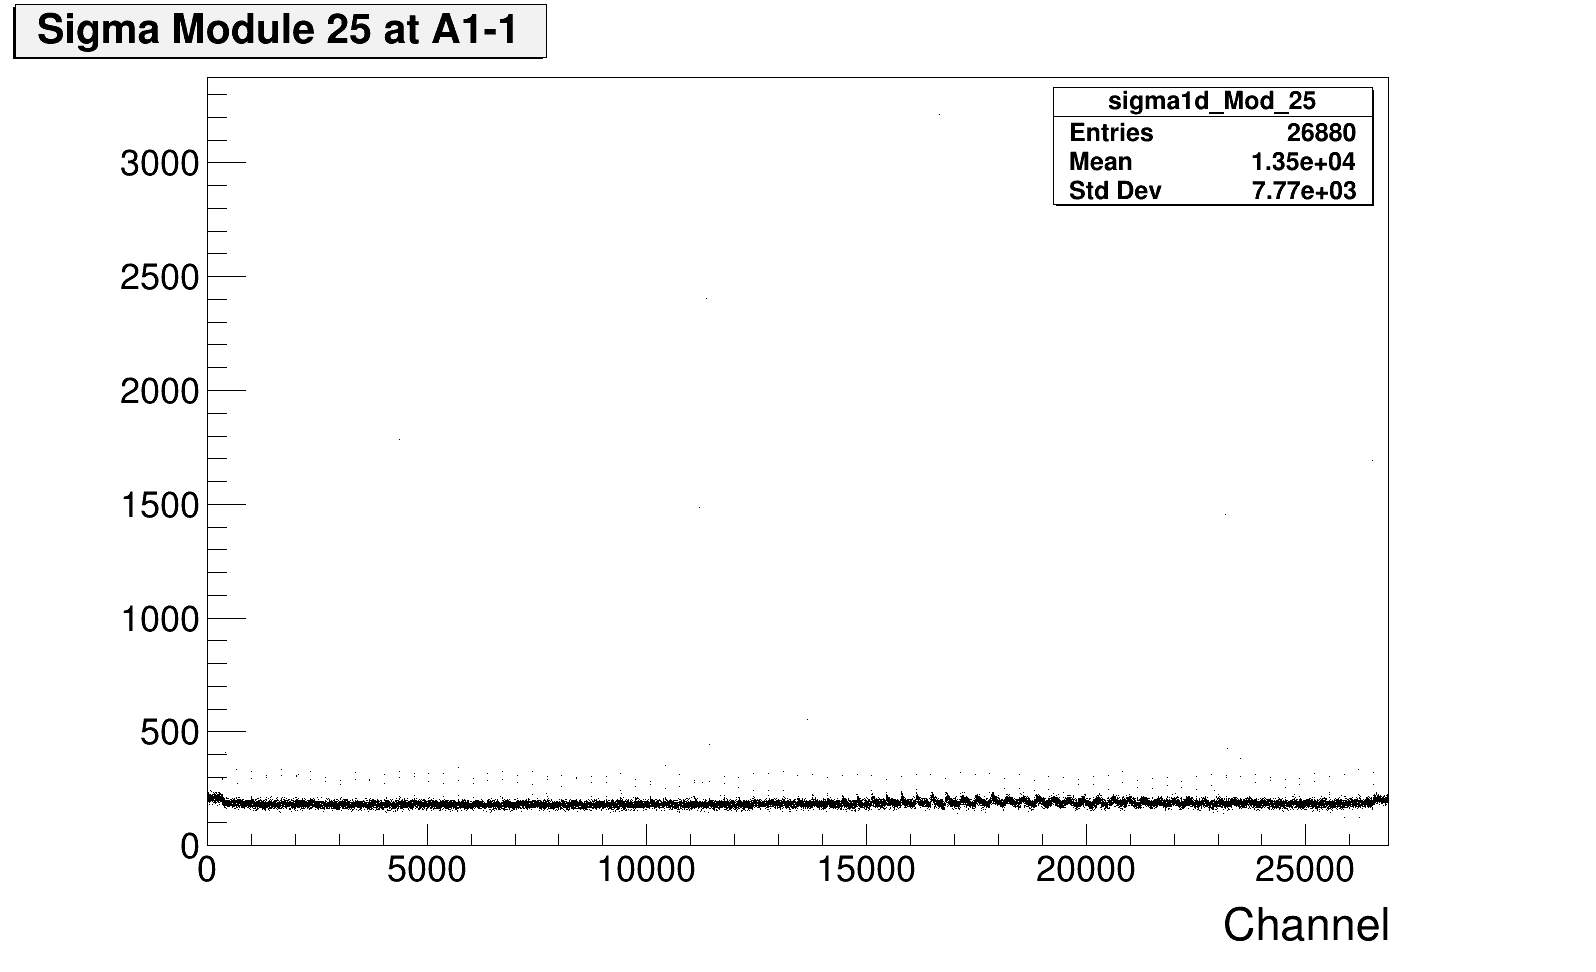 Sigma Module 25 at A1-1
sigma1d_Mod_25
Entries 26880
Mean 1.35e+04
Std Dev 7.77e+03
3000
2500
2000
1500
1000
500
0
0 5000 10000 15000 20000 25000
Channel